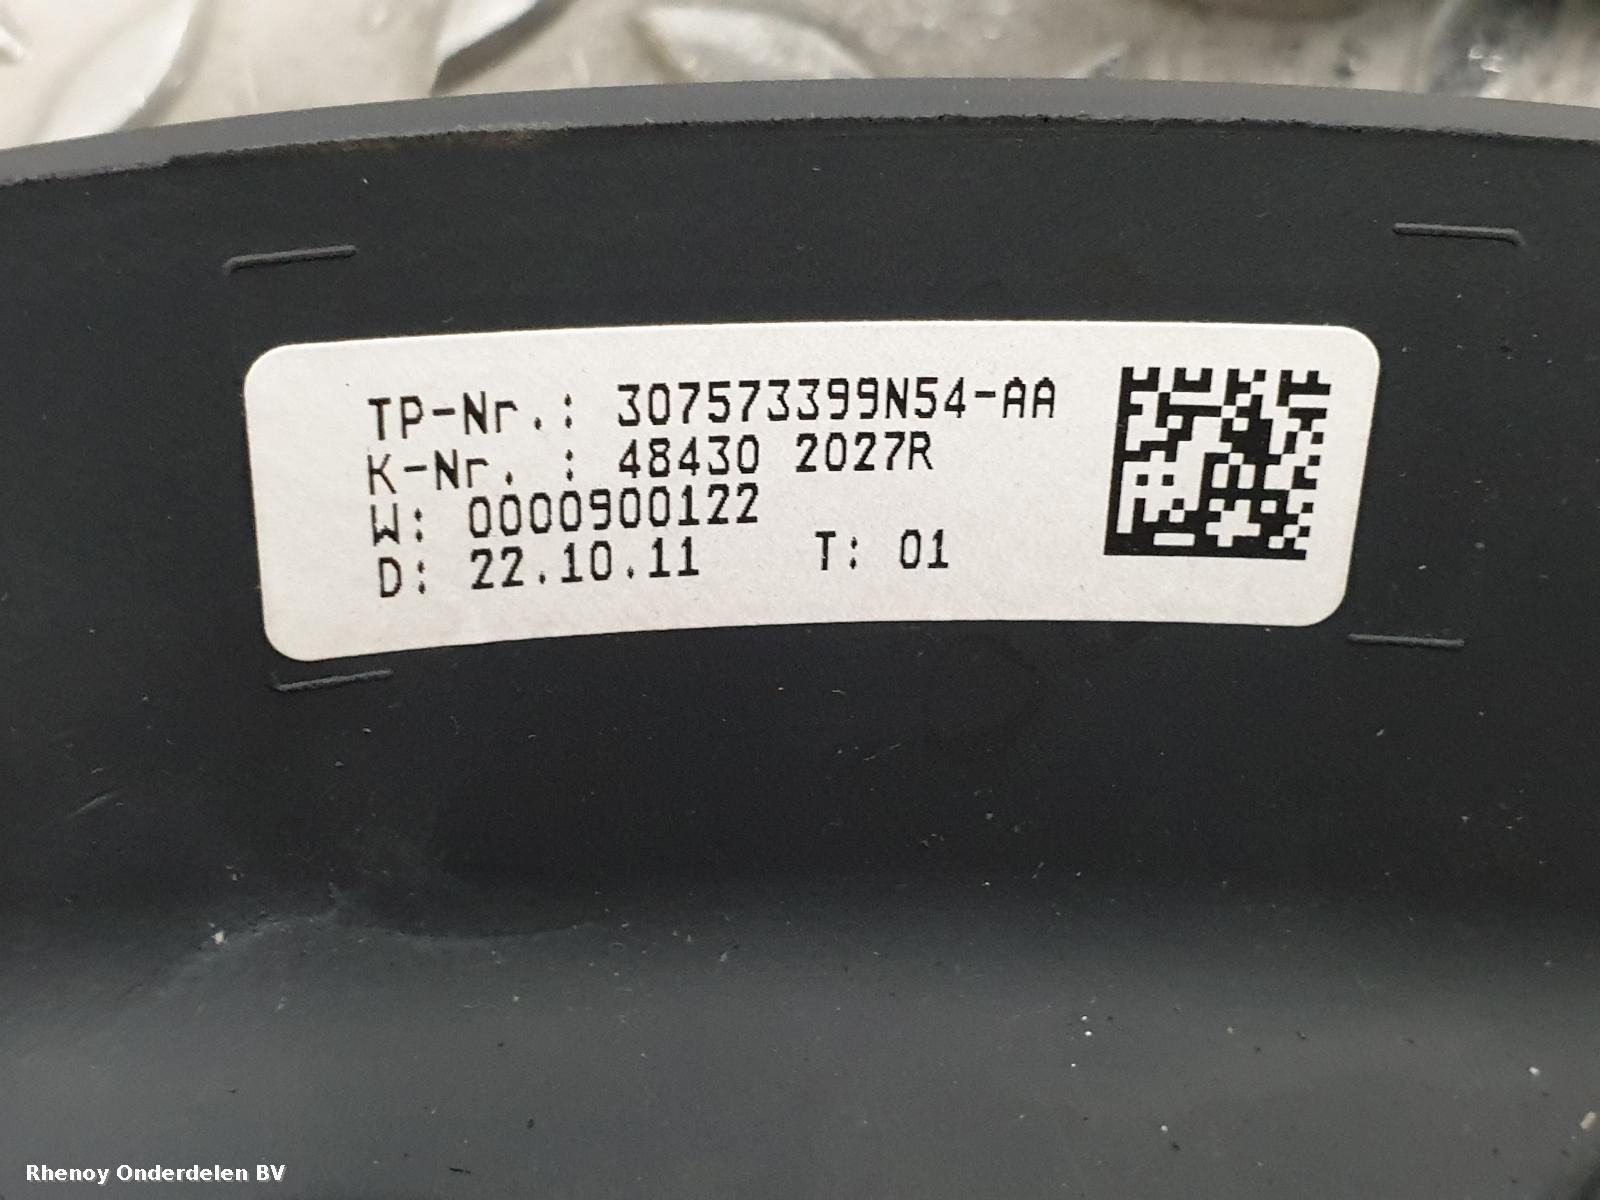 TP-Nr.: 307573399N54-AA
K-Nr. : 48430 2027R
W: 0000900122
D: 22.10.11 T: 01
Rhenoy Onderdelen BV